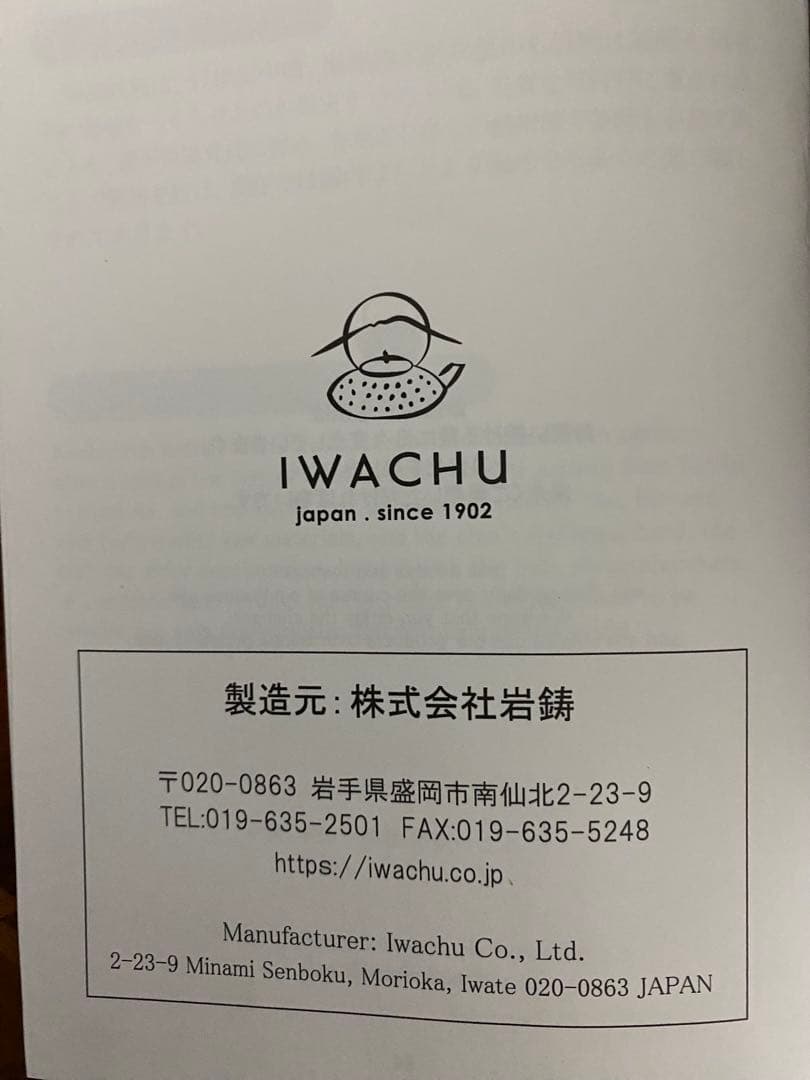 IWACHU
japan . since 1902
製造元：株式会社岩鋳
〒020-0863 岩手県盛岡市南仙北2-23-9
TEL:019-635-2501 FAX:019-635-5248
https://iwachu.co.jp
Manufacturer: Iwachu Co., Ltd.
2-23-9 Minami Senboku, Morioka, Iwate 020-0863 JAPAN